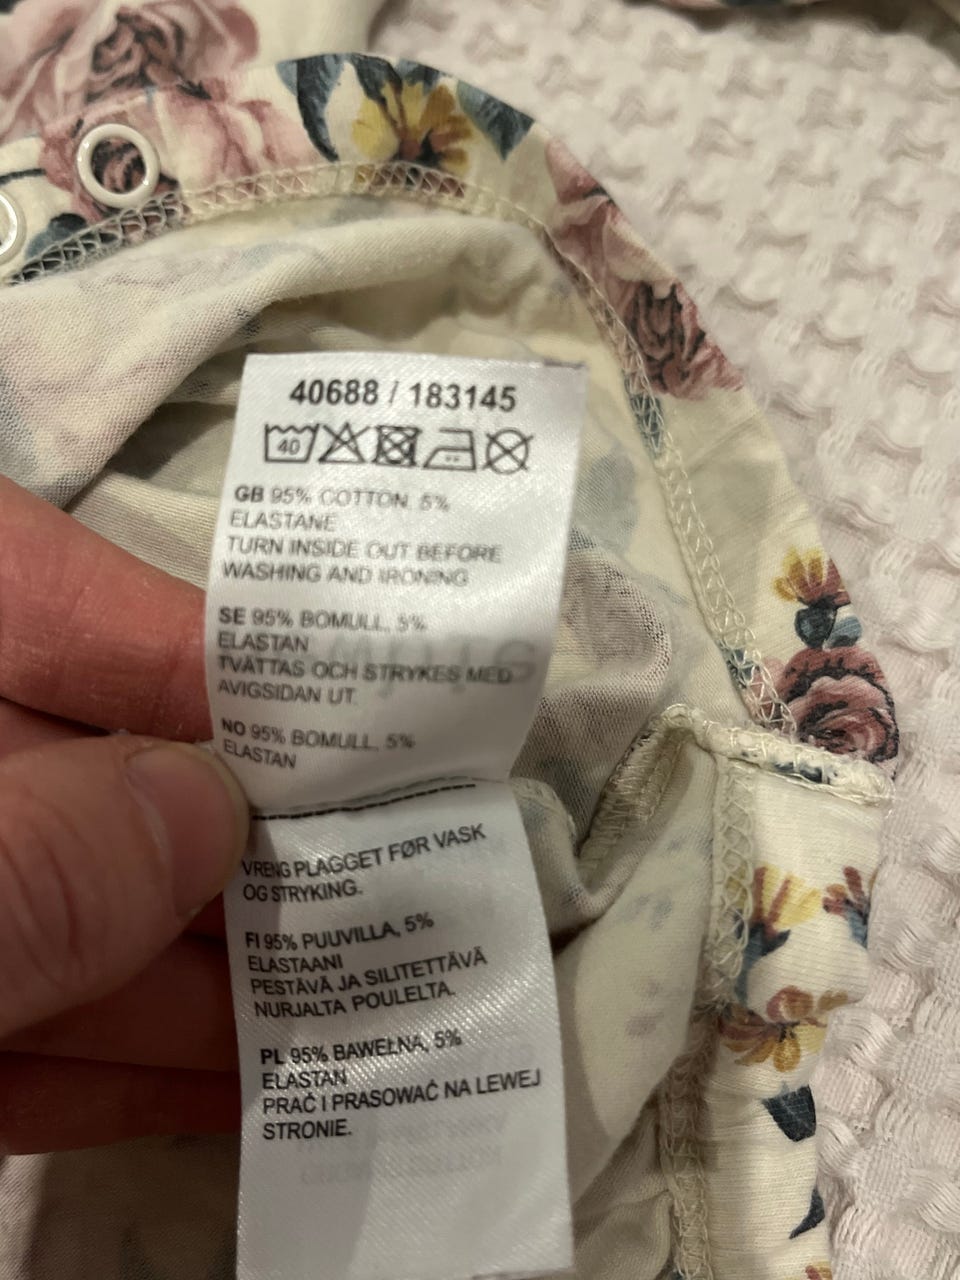 40688 / 183145
40
GB 95% COTTON, 5%
ELASTANE
TURN INSIDE OUT BEFORE
WASHING AND IRONING
SE 95% BOMULL, 5%
ELASTAN
TVÄTTAS OCH STRYKES MED
AVIGSIDAN UT.
NO 95% BOMULL, 5%
ELASTAN
VRENG PLAGGET FØR VASK
OG STRYKING.
FI 95% PUUVILLA, 5%
ELASTAANI
PESTÄVÄ JA SILITETTÄVÄ
NURJALTA POULELTA.
PL 95% BAWEŁNA, 5%
ELASTAN
PRAĆ I PRASOWAĆ NA LEWEJ
STRONIE.